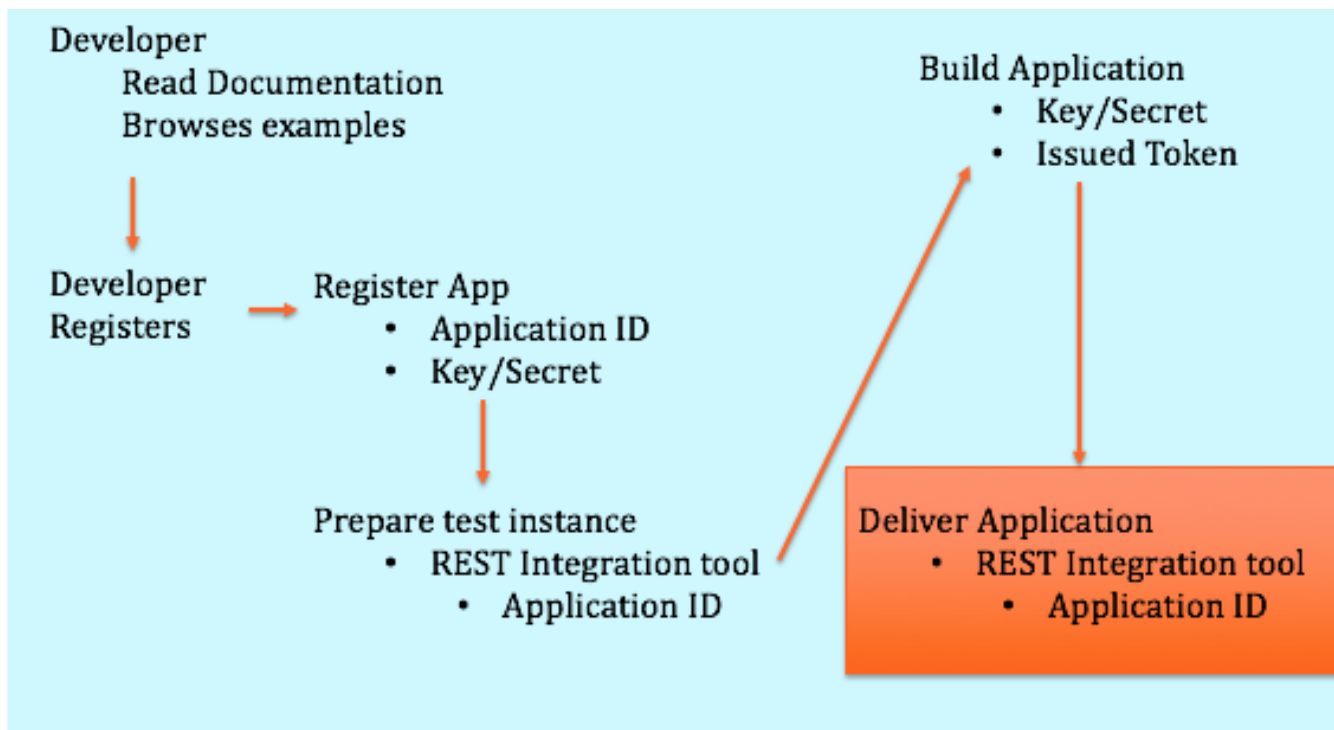 Developer
Read Documentation
Browses examples
Developer
Registers
Register App
• Application ID
• Key/Secret
Prepare test instance
• REST Integration tool
• Application ID
Build Application
• Key/Secret
• Issued Token
Deliver Application
• REST Integration tool
• Application ID